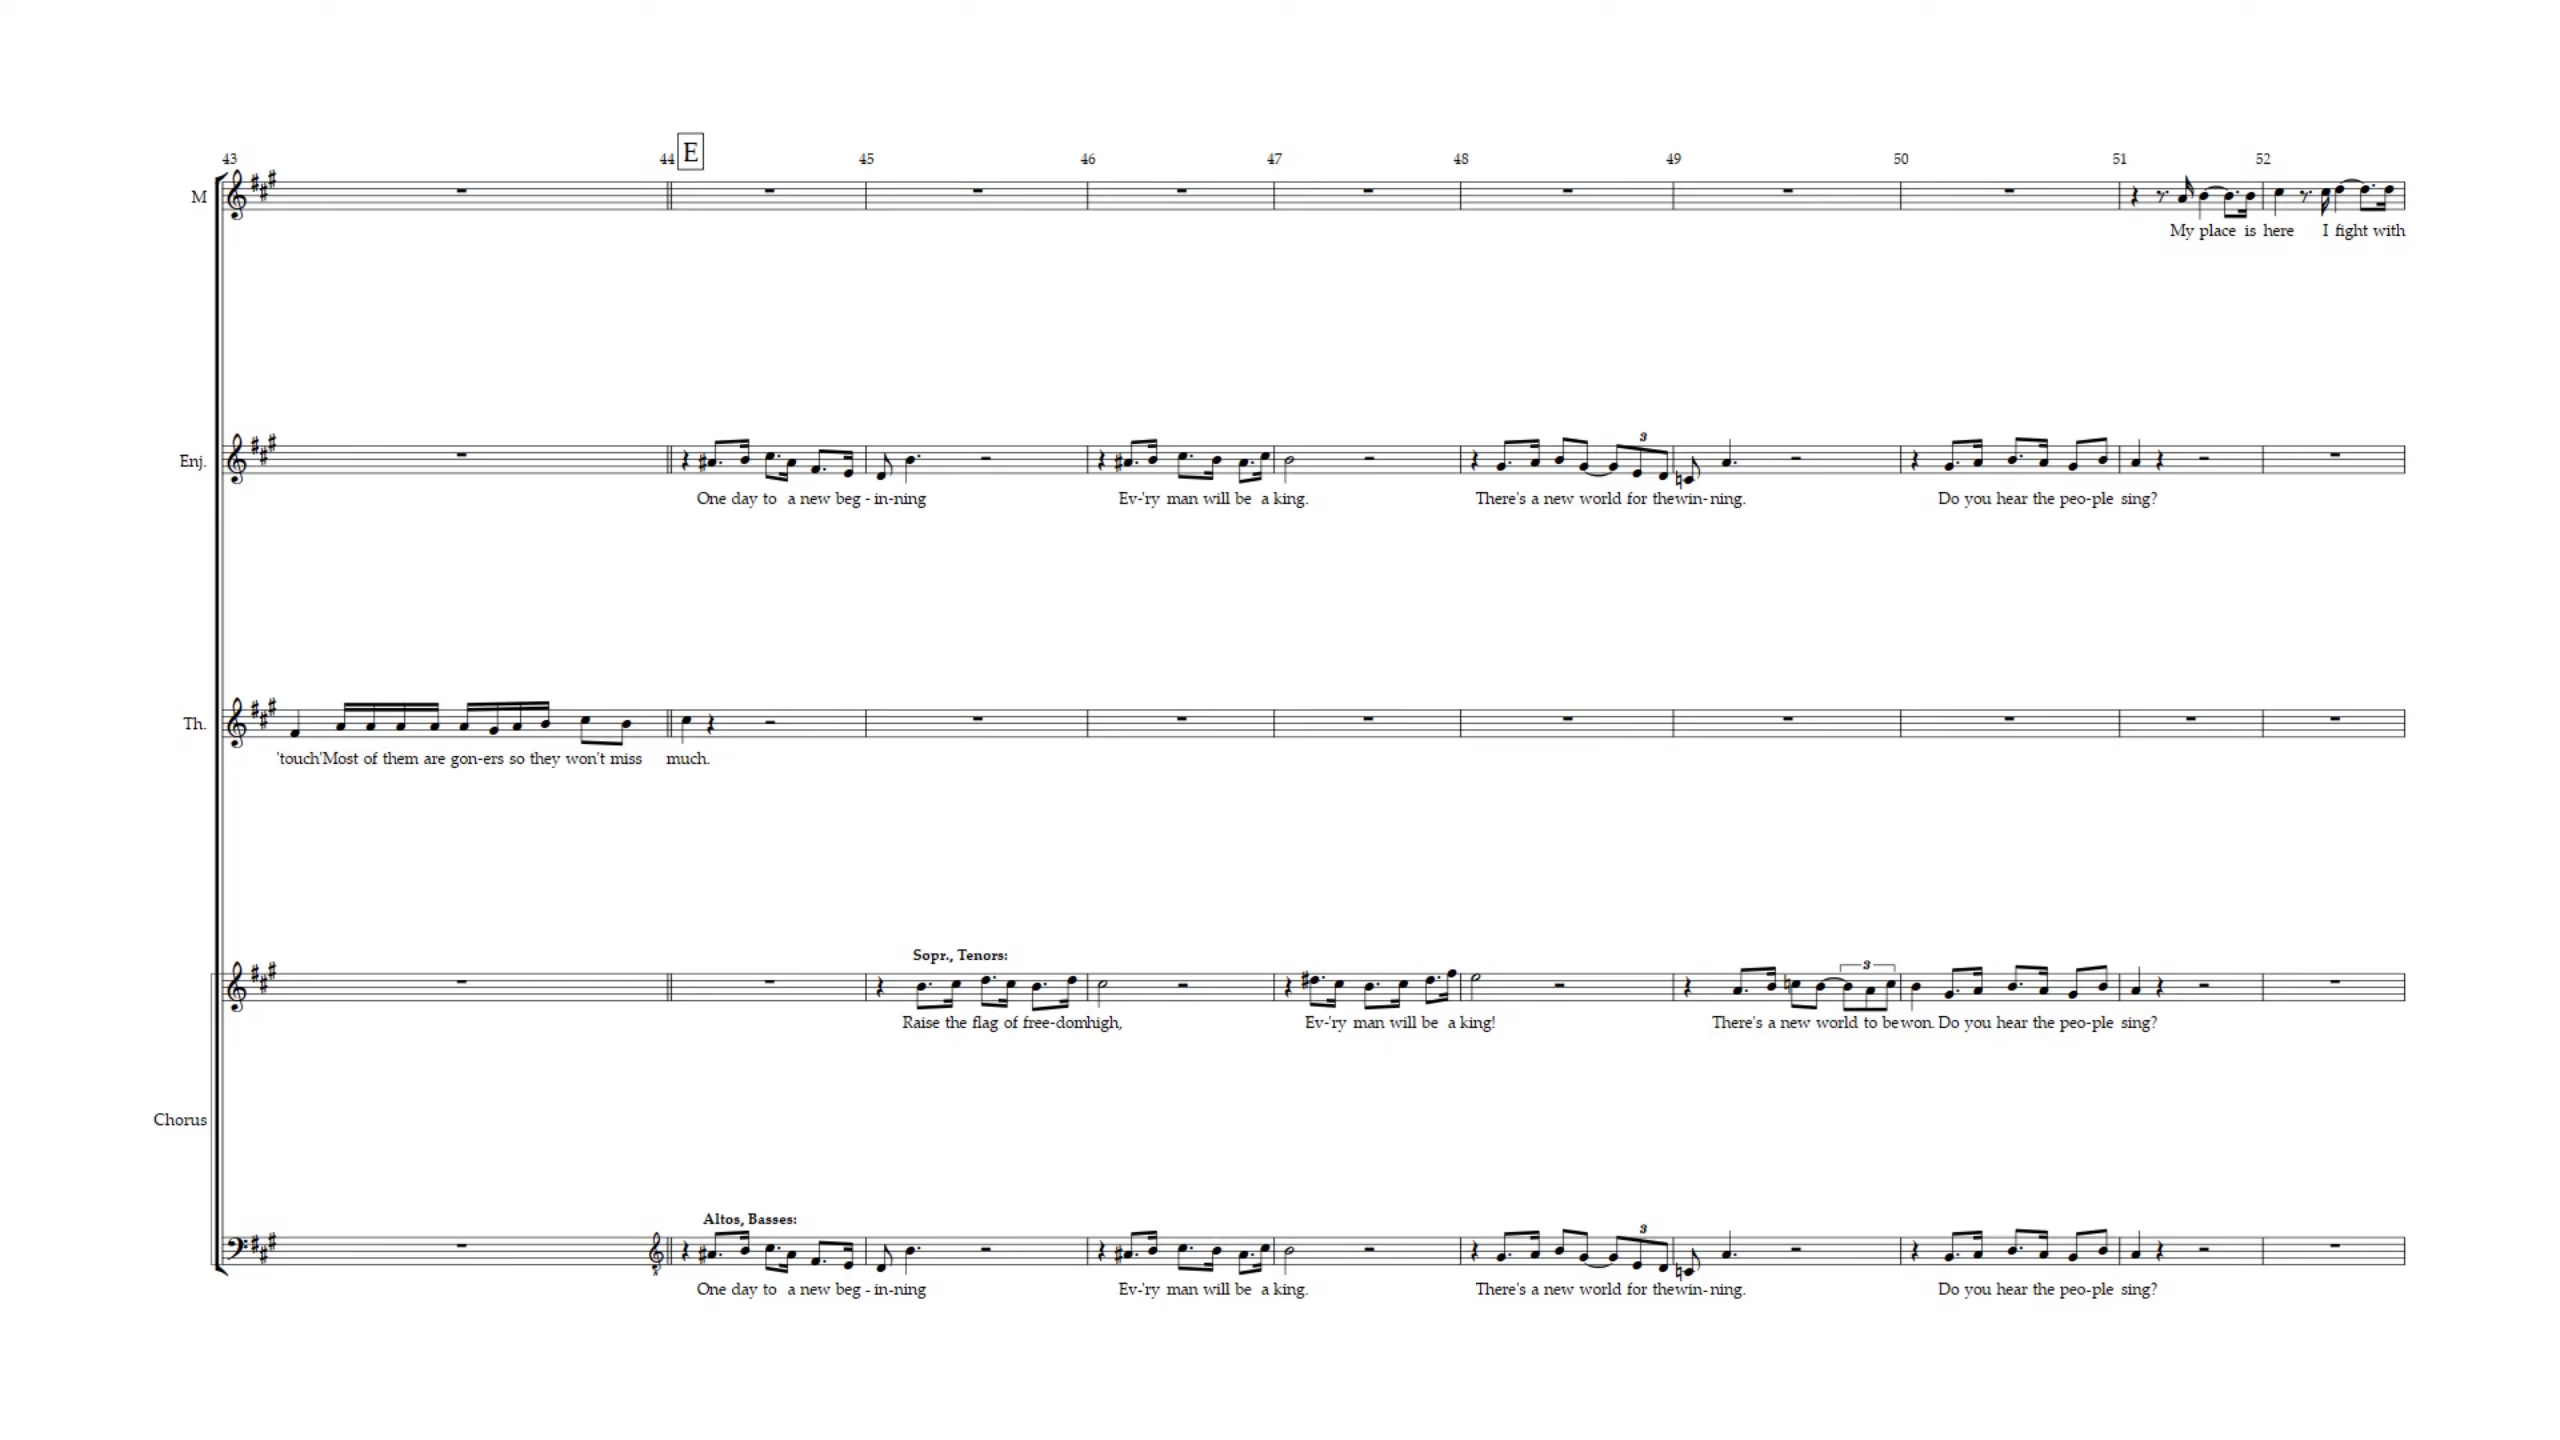 43 44 E 45 46 47 48 49 50 51 52
M
My place is here I fight with
Enj.
3
One day to a new beg - in-ning Ev-'ry man will be a king. There's a new world for thewin-ning. Do you hear the peo-ple sing?
Th.
'touch'Most of them are gon-ers so they won't miss much.
Sopr., Tenors:
3
Raise the flag of free-domhigh, Ev-'ry man will be a king! There's a new world to bewon. Do you hear the peo-ple sing?
Chorus
Altos, Basses:
3
One day to a new beg - in-ning Ev-'ry man will be a king. There's a new world for thewin-ning. Do you hear the peo-ple sing?